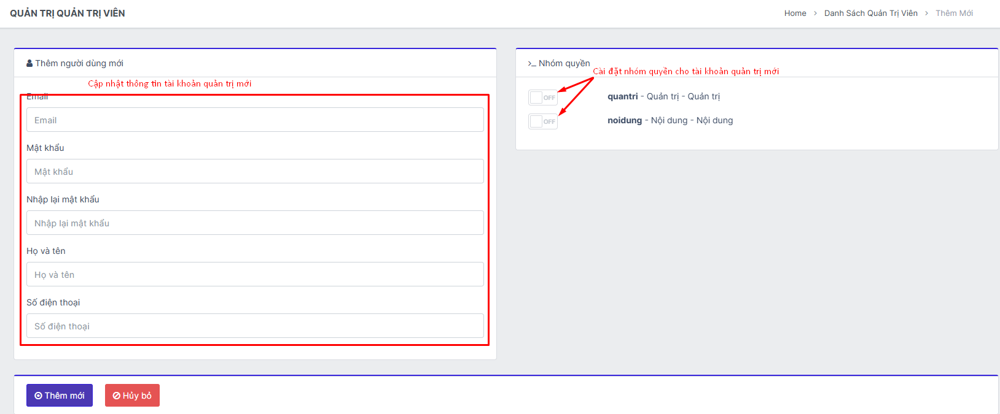 QUẢN TRỊ QUẢN TRỊ VIÊN
Home > Danh Sách Quản Trị Viên > Thêm Mới
Thêm người dùng mới
Cập nhật thông tin tài khoản quản trị mới
Email
Email
Mật khẩu
Mật khẩu
Nhập lại mật khẩu
Nhập lại mật khẩu
Họ và tên
Họ và tên
Số điện thoại
Số điện thoại
>_ Nhóm quyền
Cài đặt nhóm quyền cho tài khoản quản trị mới
OFF quantri - Quản trị - Quản trị
OFF noidung - Nội dung - Nội dung
Thêm mới Hủy bỏ